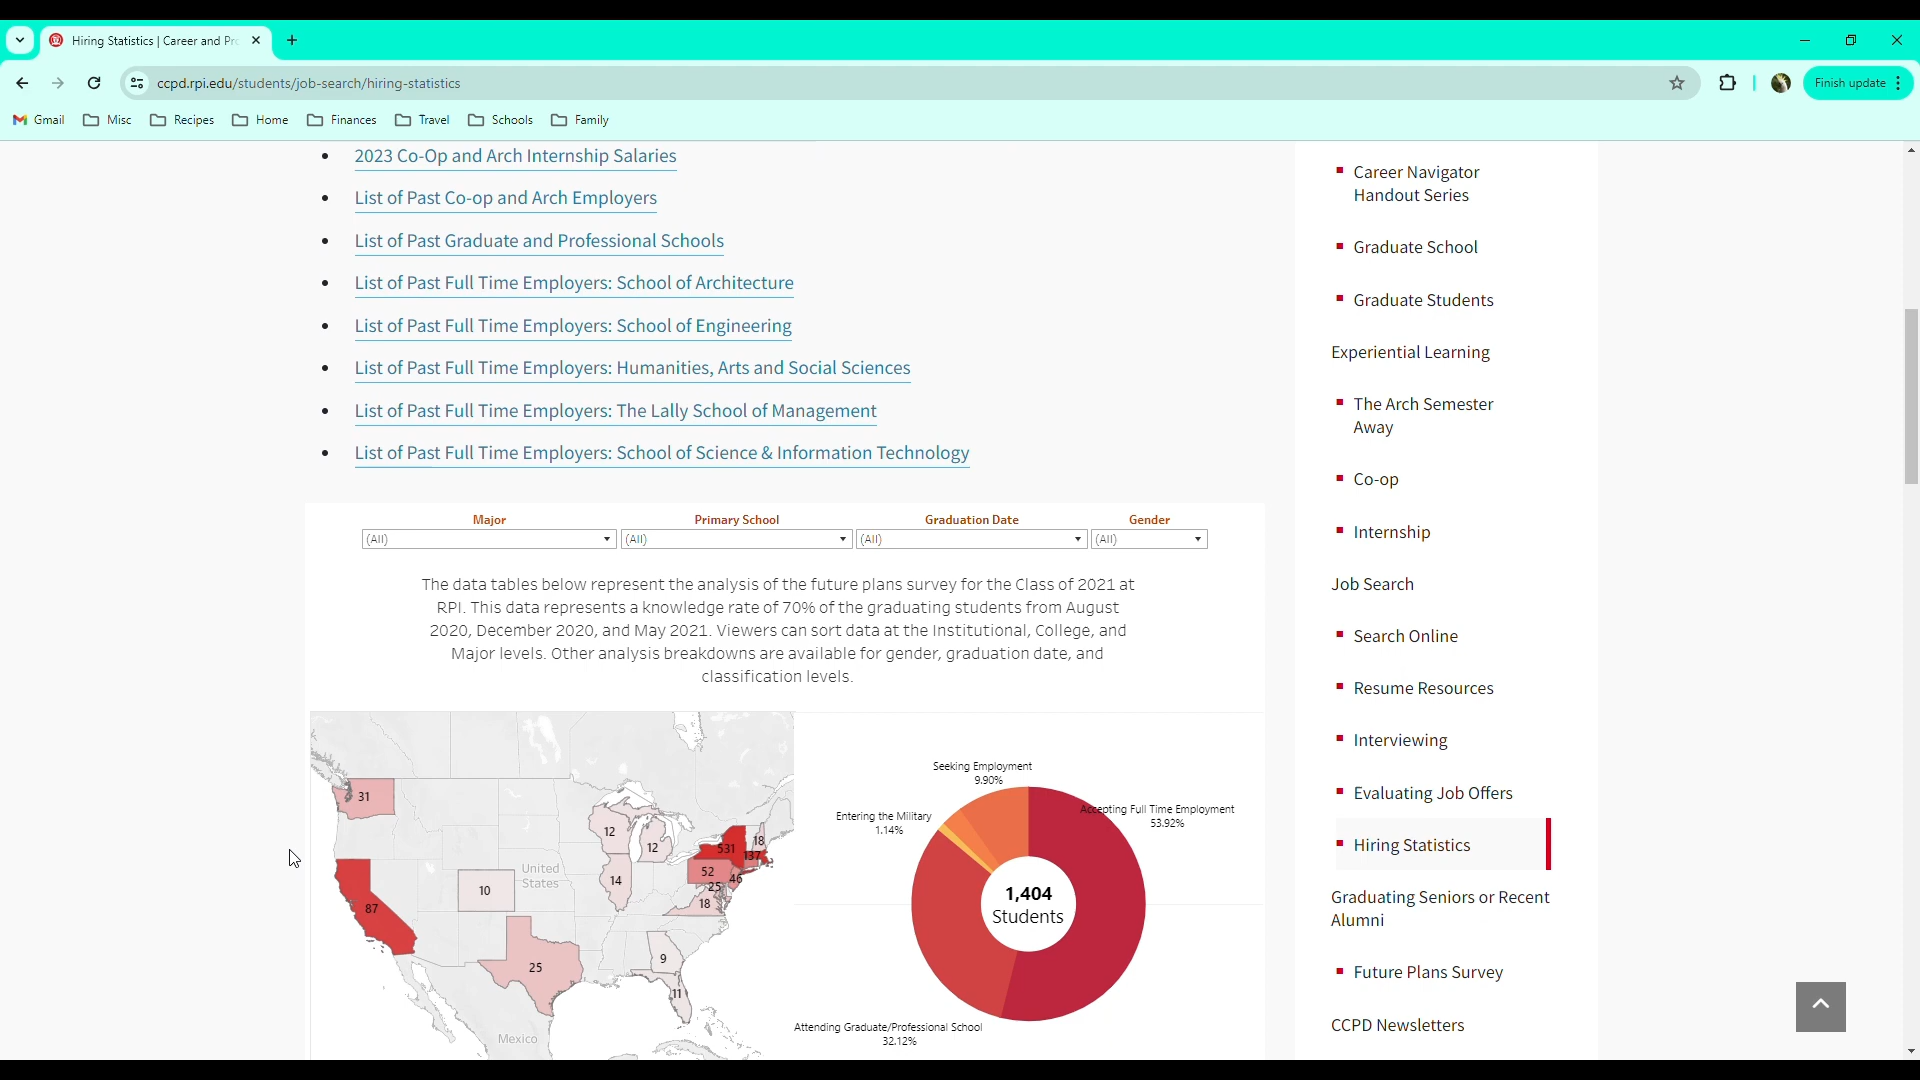 Hiring Statistics | Career and Pr
ccpd.rpi.edu/students/job-search/hiring-statistics
Finish update
Gmail
Misc
Recipes
Home
Finances
Travel
Schools
Family
2023 Co-Op and Arch Internship Salaries
List of Past Co-op and Arch Employers
List of Past Graduate and Professional Schools
List of Past Full Time Employers: School of Architecture
List of Past Full Time Employers: School of Engineering
List of Past Full Time Employers: Humanities, Arts and Social Sciences
List of Past Full Time Employers: The Lally School of Management
List of Past Full Time Employers: School of Science & Information Technology
Major
Primary School
Graduation Date
Gender
(All)
(All)
(All)
(All)
The data tables below represent the analysis of the future plans survey for the Class of 2021 at
RPI. This data represents a knowledge rate of 70% of the graduating students from August
2020, December 2020, and May 2021. Viewers can sort data at the Institutional, College, and
Major levels. Other analysis breakdowns are available for gender, graduation date, and
classification levels.
31
12
12
531
18
137
87
10
United
States
14
52
46
25
18
25
9
11
Mexico
Seeking Employment
9.90%
Entering the Military
1.14%
Accepting Full Time Employment
53.92%
1,404
Students
Attending Graduate/Professional School
32.12%
Career Navigator
Handout Series
Graduate School
Graduate Students
Experiential Learning
The Arch Semester
Away
Co-op
Internship
Job Search
Search Online
Resume Resources
Interviewing
Evaluating Job Offers
Hiring Statistics
Graduating Seniors or Recent
Alumni
Future Plans Survey
CCPD Newsletters